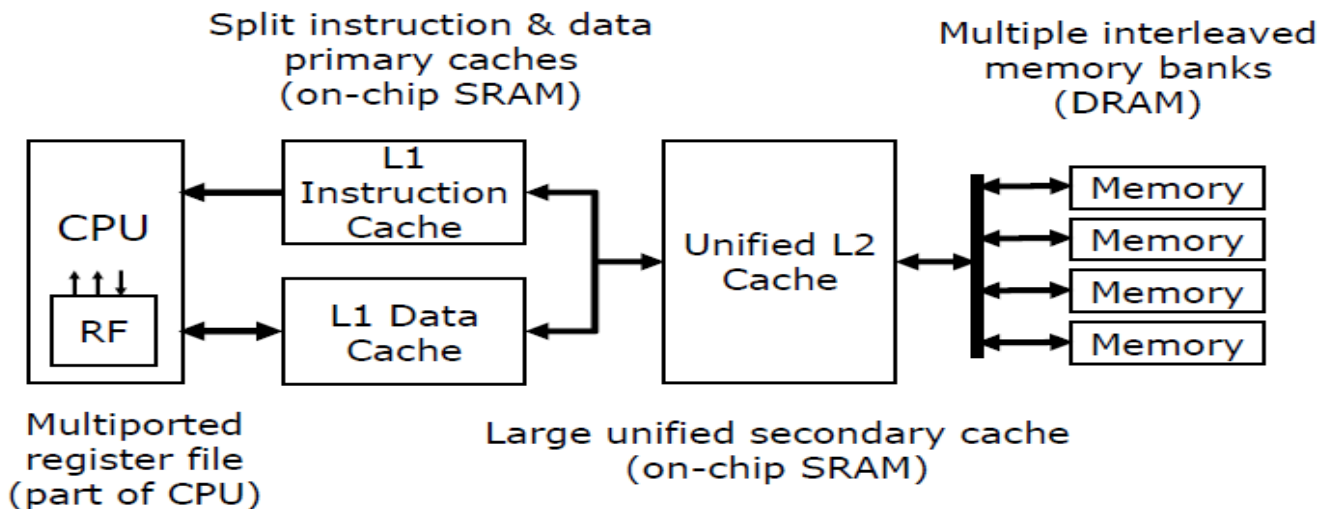 Split instruction & data
primary caches
(on-chip SRAM)
Multiple interleaved
memory banks
(DRAM)
CPU
RF
L1
Instruction
Cache
L1 Data
Cache
Unified L2
Cache
Memory
Memory
Memory
Memory
Multiported
register file
(part of CPU)
Large unified secondary cache
(on-chip SRAM)